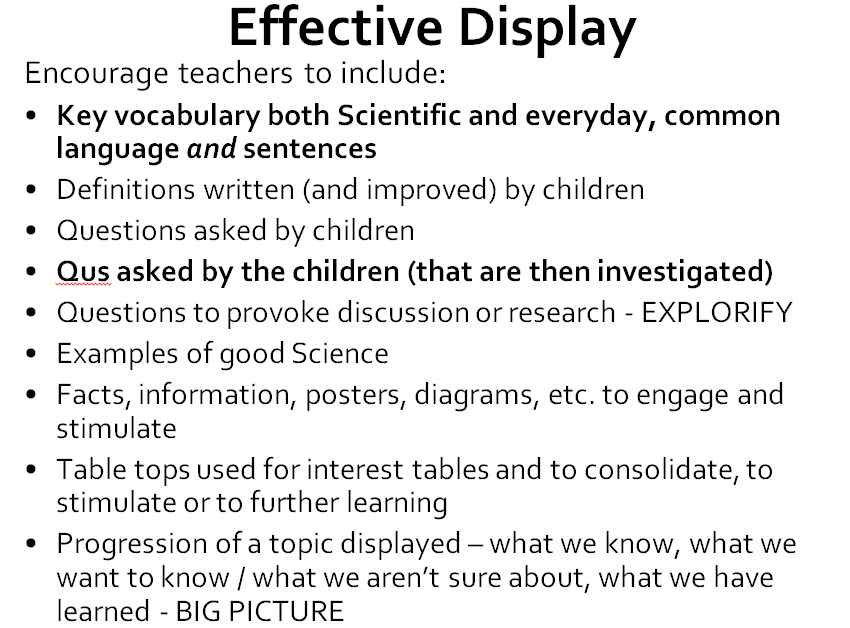 Effective Display
Encourage teachers to include:
• Key vocabulary both Scientific and everyday, common
language and sentences
• Definitions written (and improved) by children
• Questions asked by children
• Qus asked by the children (that are then investigated)
• Questions to provoke discussion or research - EXPLORIFY
• Examples of good Science
• Facts, information, posters, diagrams, etc. to engage and
stimulate
• Table tops used for interest tables and to consolidate, to
stimulate or to further learning
• Progression of a topic displayed – what we know, what we
want to know / what we aren’t sure about, what we have
learned - BIG PICTURE